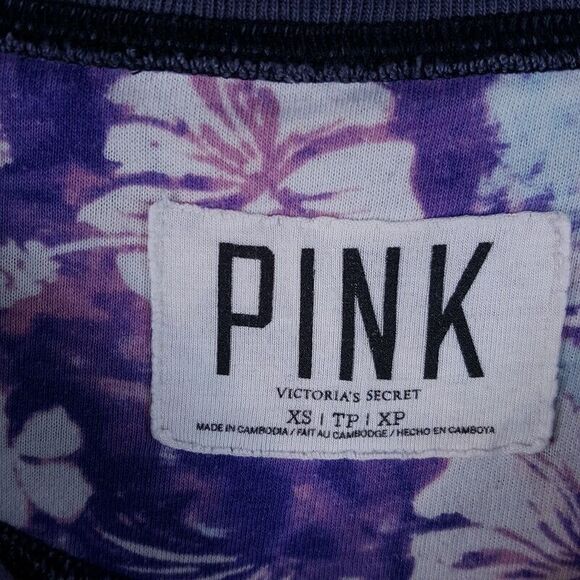 PINK
VICTORIA'S SECRET
XS | TP | XP
MADE IN CAMBODIA / FAIT AU CAMBODGE / HECHO EN CAMBOYA